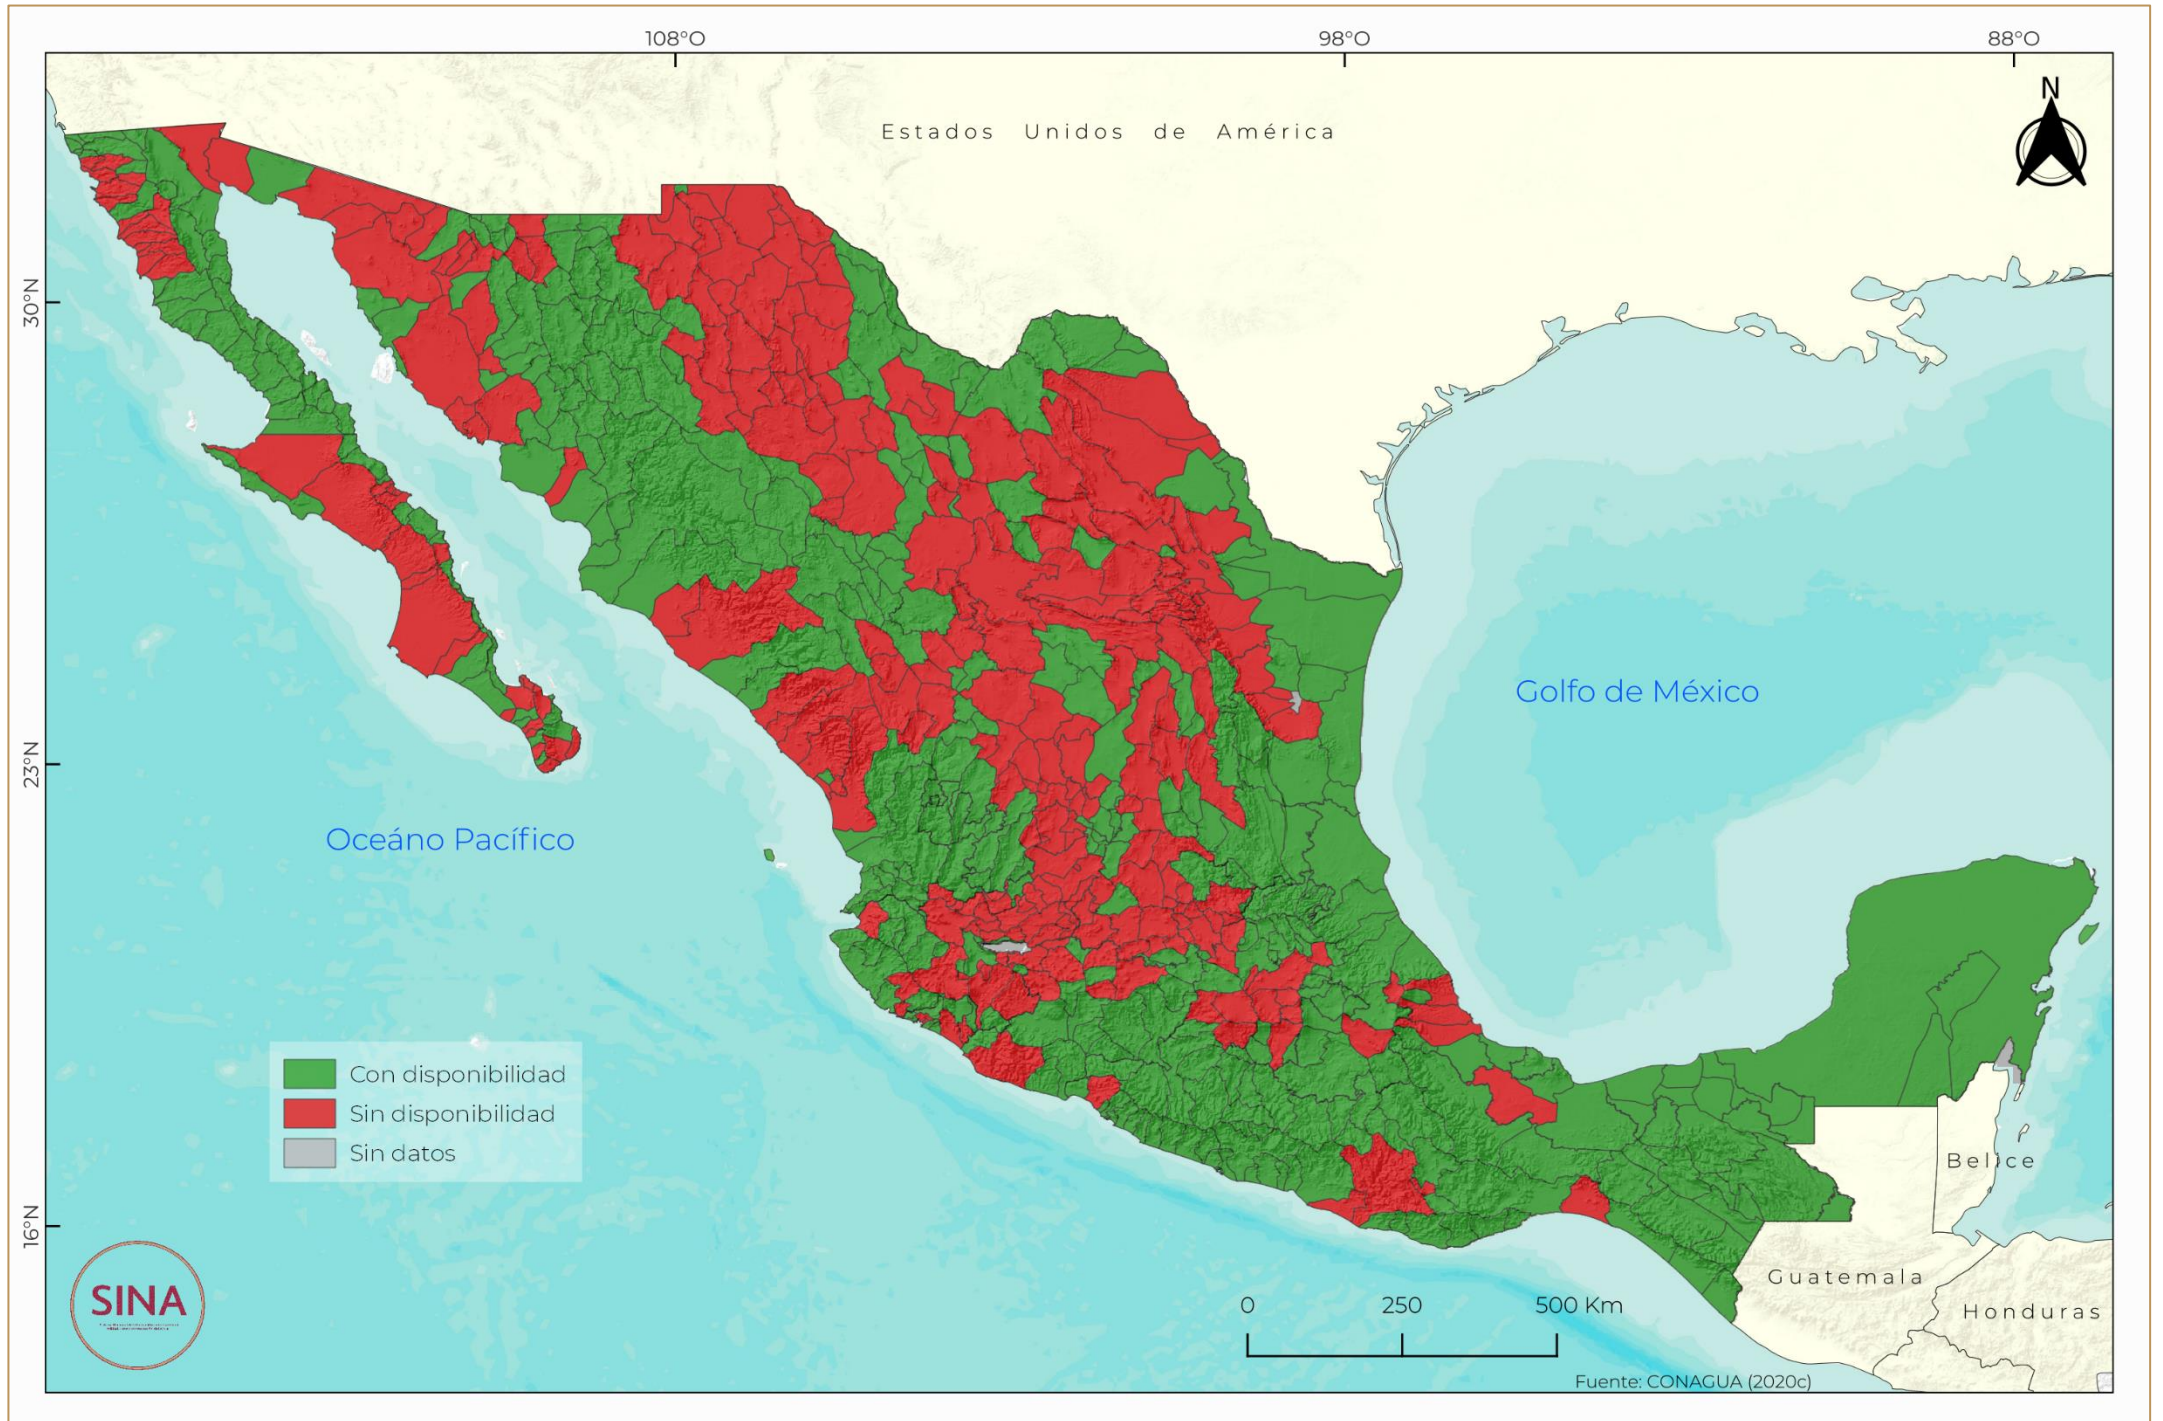 108°O
98°O
88°O
N
Estados Unidos de América
30°N
Golfo de México
23°N
Oceáno Pacífico
Con disponibilidad
Sin disponibilidad
Sin datos
Belice
16°N
Guatemala
SINA
0 250 500 Km
Honduras
Fuente: CONAGUA (2020c)